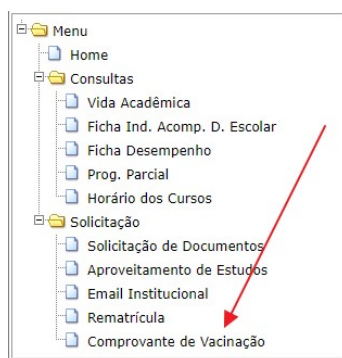 Menu
Home
Consultas
Vida Acadêmica
Ficha Ind. Acomp. D. Escolar
Ficha Desempenho
Prog. Parcial
Horário dos Cursos
Solicitação
Solicitação de Documentos
Aproveitamento de Estudos
Email Institucional
Rematrícula
Comprovante de Vacinação